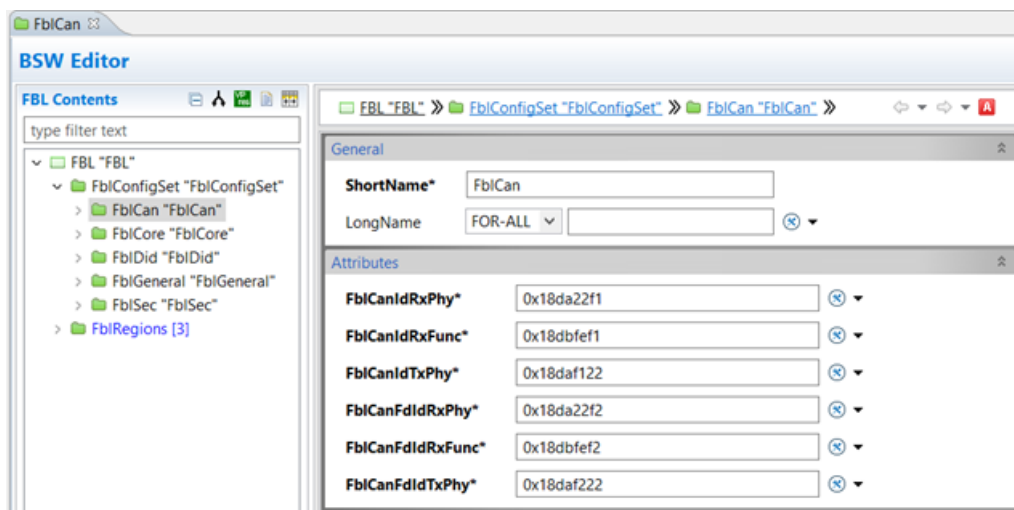 FblCan
BSW Editor
FBL Contents
type filter text
FBL "FBL"
FblConfigSet "FblConfigSet"
FblCan "FblCan"
FblCore "FblCore"
FblDid "FblDid"
FblGeneral "FblGeneral"
FblSec "FblSec"
FblRegions [3]
FBL "FBL" » FblConfigSet "FblConfigSet" » FblCan "FblCan" » A
General
ShortName* FblCan
LongName FOR-ALL
Attributes
FblCanIdRxPhy* 0x18da22f1
FblCanIdRxFunc* 0x18dbfef1
FblCanIdTxPhy* 0x18daf122
FblCanFdIdRxPhy* 0x18da22f2
FblCanFdIdRxFunc* 0x18dbfef2
FblCanFdIdTxPhy* 0x18daf222